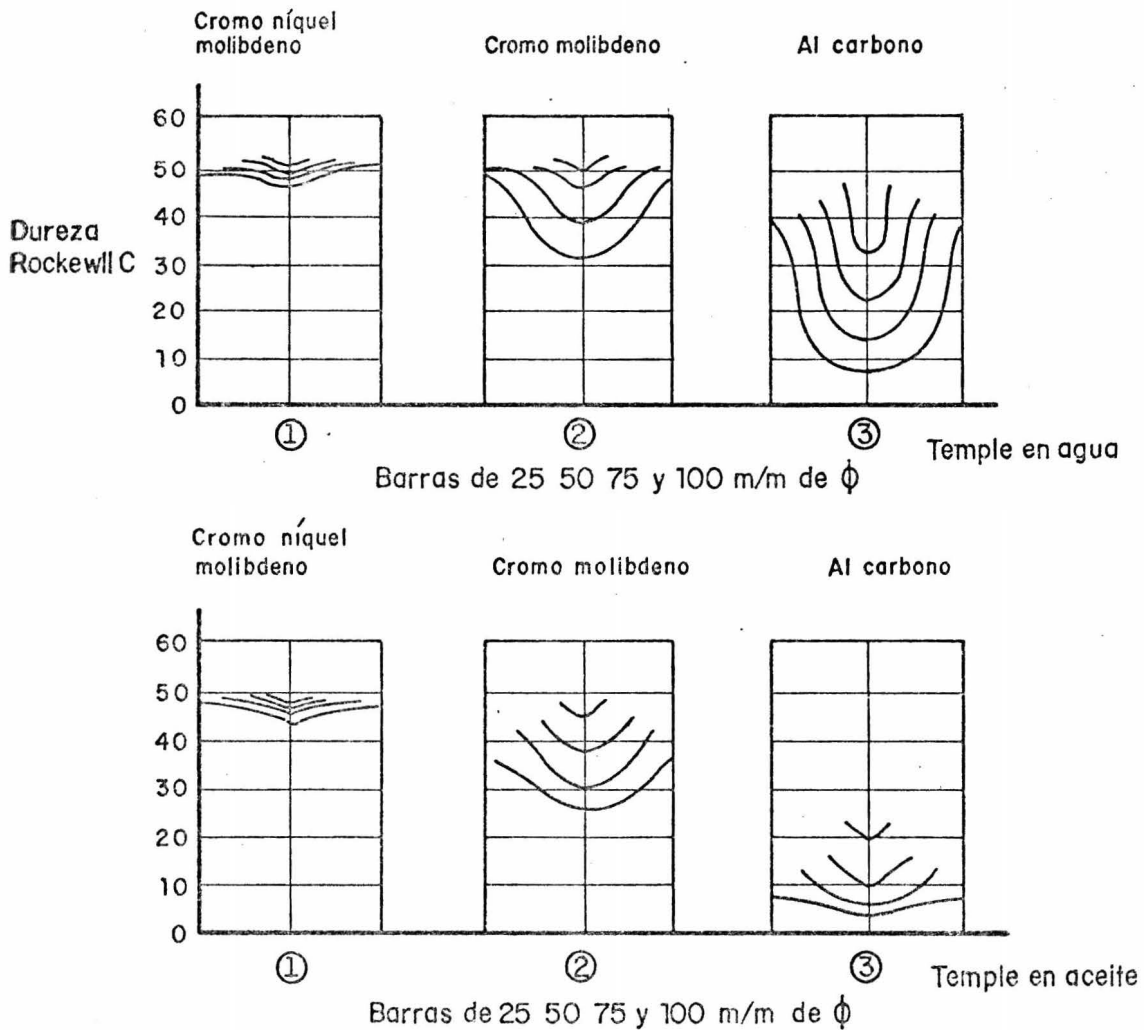 Cromo níquel
molibdeno
Cromo molibdeno
Al carbono
60
50
40
30
20
10
0
Dureza
Rockewll C
① ② ③
Temple en agua
Barras de 25 50 75 y 100 m/m de ϕ
Cromo níquel
molibdeno
Cromo molibdeno
Al carbono
60
50
40
30
20
10
0
① ② ③
Temple en aceite
Barras de 25 50 75 y 100 m/m de ϕ